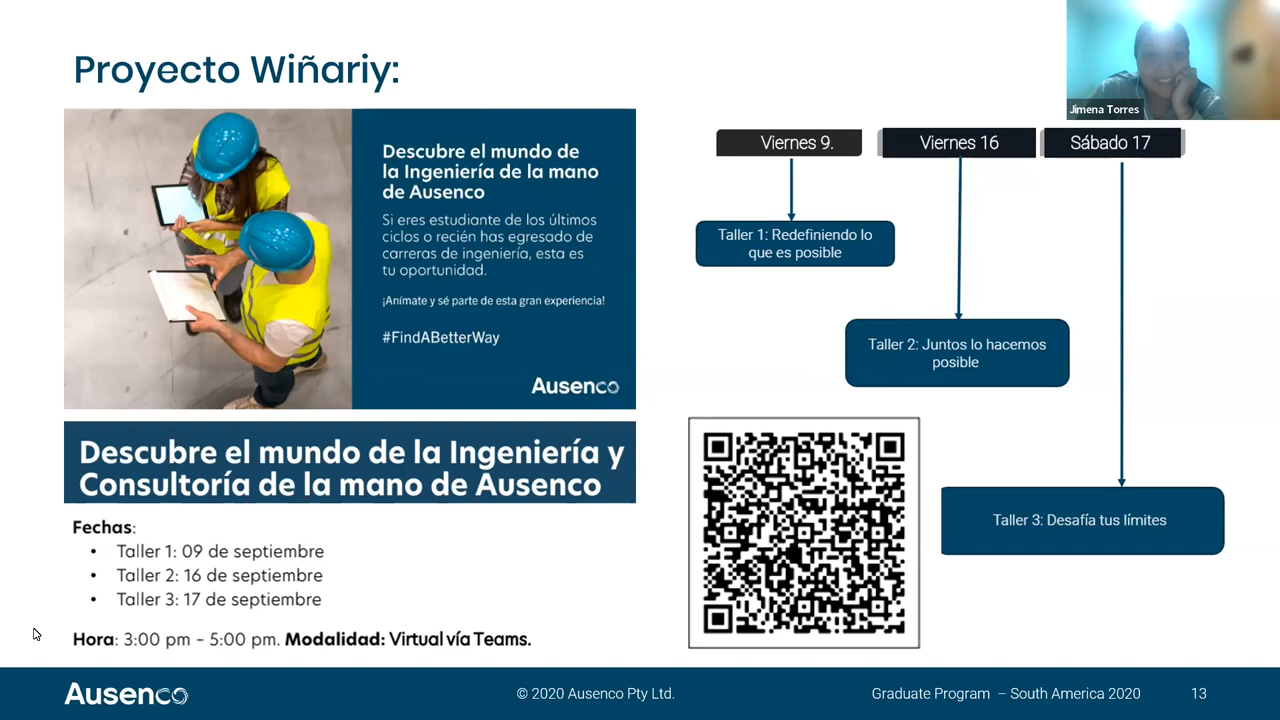 Proyecto Wiñariy:
Jimena Torres
Descubre el mundo de
la Ingeniería de la mano
de Ausenco
Si eres estudiante de los últimos
ciclos o recién has egresado de
carreras de ingeniería, esta es
tu oportunidad.
¡Anímate y sé parte de esta gran experiencia!
#FindABetterWay
Ausenco
Descubre el mundo de la Ingeniería y
Consultoría de la mano de Ausenco
Fechas:
• Taller 1: 09 de septiembre
• Taller 2: 16 de septiembre
• Taller 3: 17 de septiembre
Hora: 3:00 pm – 5:00 pm. Modalidad: Virtual vía Teams.
Viernes 9.
Viernes 16
Sábado 17
Taller 1: Redefiniendo lo
que es posible
Taller 2: Juntos lo hacemos
posible
Taller 3: Desafía tus límites
Ausenco
© 2020 Ausenco Pty Ltd.
Graduate Program – South America 2020
13